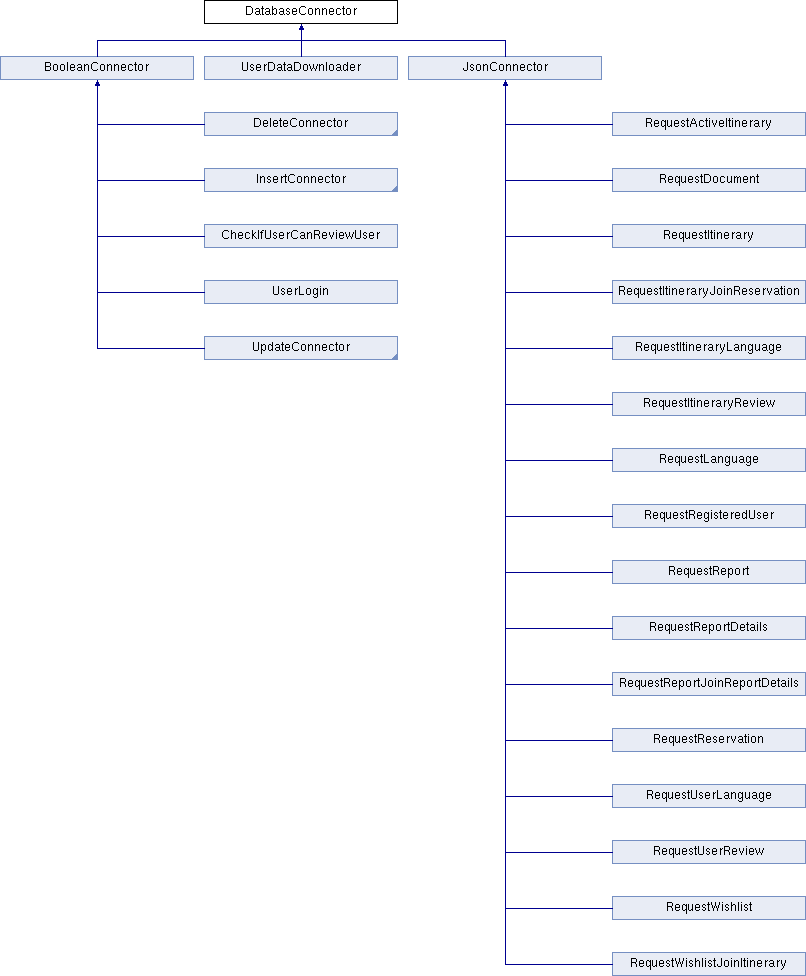 DatabaseConnector
BooleanConnector
UserDataDownloader
JsonConnector
DeleteConnector
InsertConnector
CheckIfUserCanReviewUser
UserLogin
UpdateConnector
RequestActiveItinerary
RequestDocument
RequestItinerary
RequestItineraryJoinReservation
RequestItineraryLanguage
RequestItineraryReview
RequestLanguage
RequestRegisteredUser
RequestReport
RequestReportDetails
RequestReportJoinReportDetails
RequestReservation
RequestUserLanguage
RequestUserReview
RequestWishlist
RequestWishlistJoinItinerary